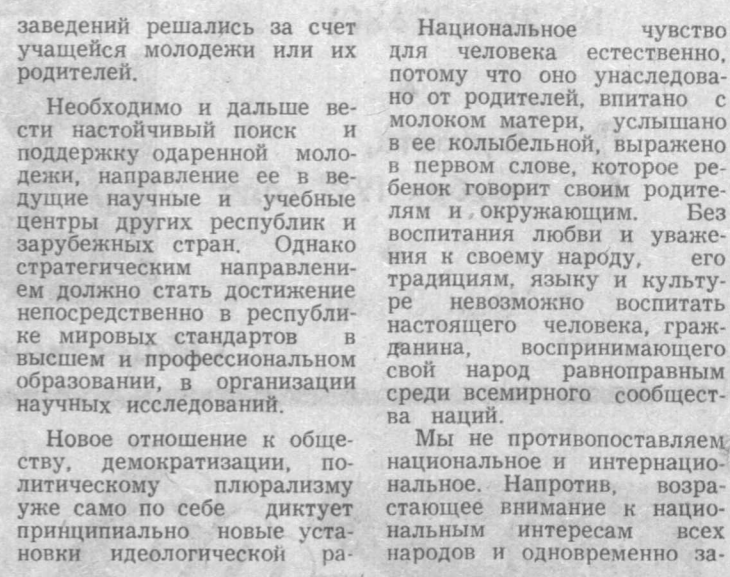 заведений решались за счет
учащейся молодежи или их
родителей.
Необходимо и дальше ве-
сти настойчивый поиск и
поддержку одаренной моло-
дежи, направление ее в ве-
дущие научные и учебные
центры других республик и
зарубежных стран. Однако
стратегическим направлени-
ем должно стать достижение
непосредственно в республи-
ке мировых стандартов в
высшем и профессиональном
образовании, в организации
научных исследований.
Новое отношение к обще-
ству, демократизации, по-
литическому плюрализму
уже само по себе диктует
принципиально новые уста-
новки идеологической ра-
Национальное чувство
для человека естественно,
потому что оно унаследова-
но от родителей, впитано с
молоком матери, услышано
в ее колыбельной, выражено
в первом слове, которое ре-
бенок говорит своим родите-
лям и окружающим. Без
воспитания любви и уваже-
ния к своему народу, его
традициям, языку и культу-
ре невозможно воспитать
настоящего человека, граж-
данина, воспринимающего
свой народ равноправным
среди всемирного сообщест-
ва наций.
Мы не противопоставляем
национальное и интернацио-
нальное. Напротив, возра-
стающее внимание к нацио-
нальным интересам всех
народов и одновременно за-